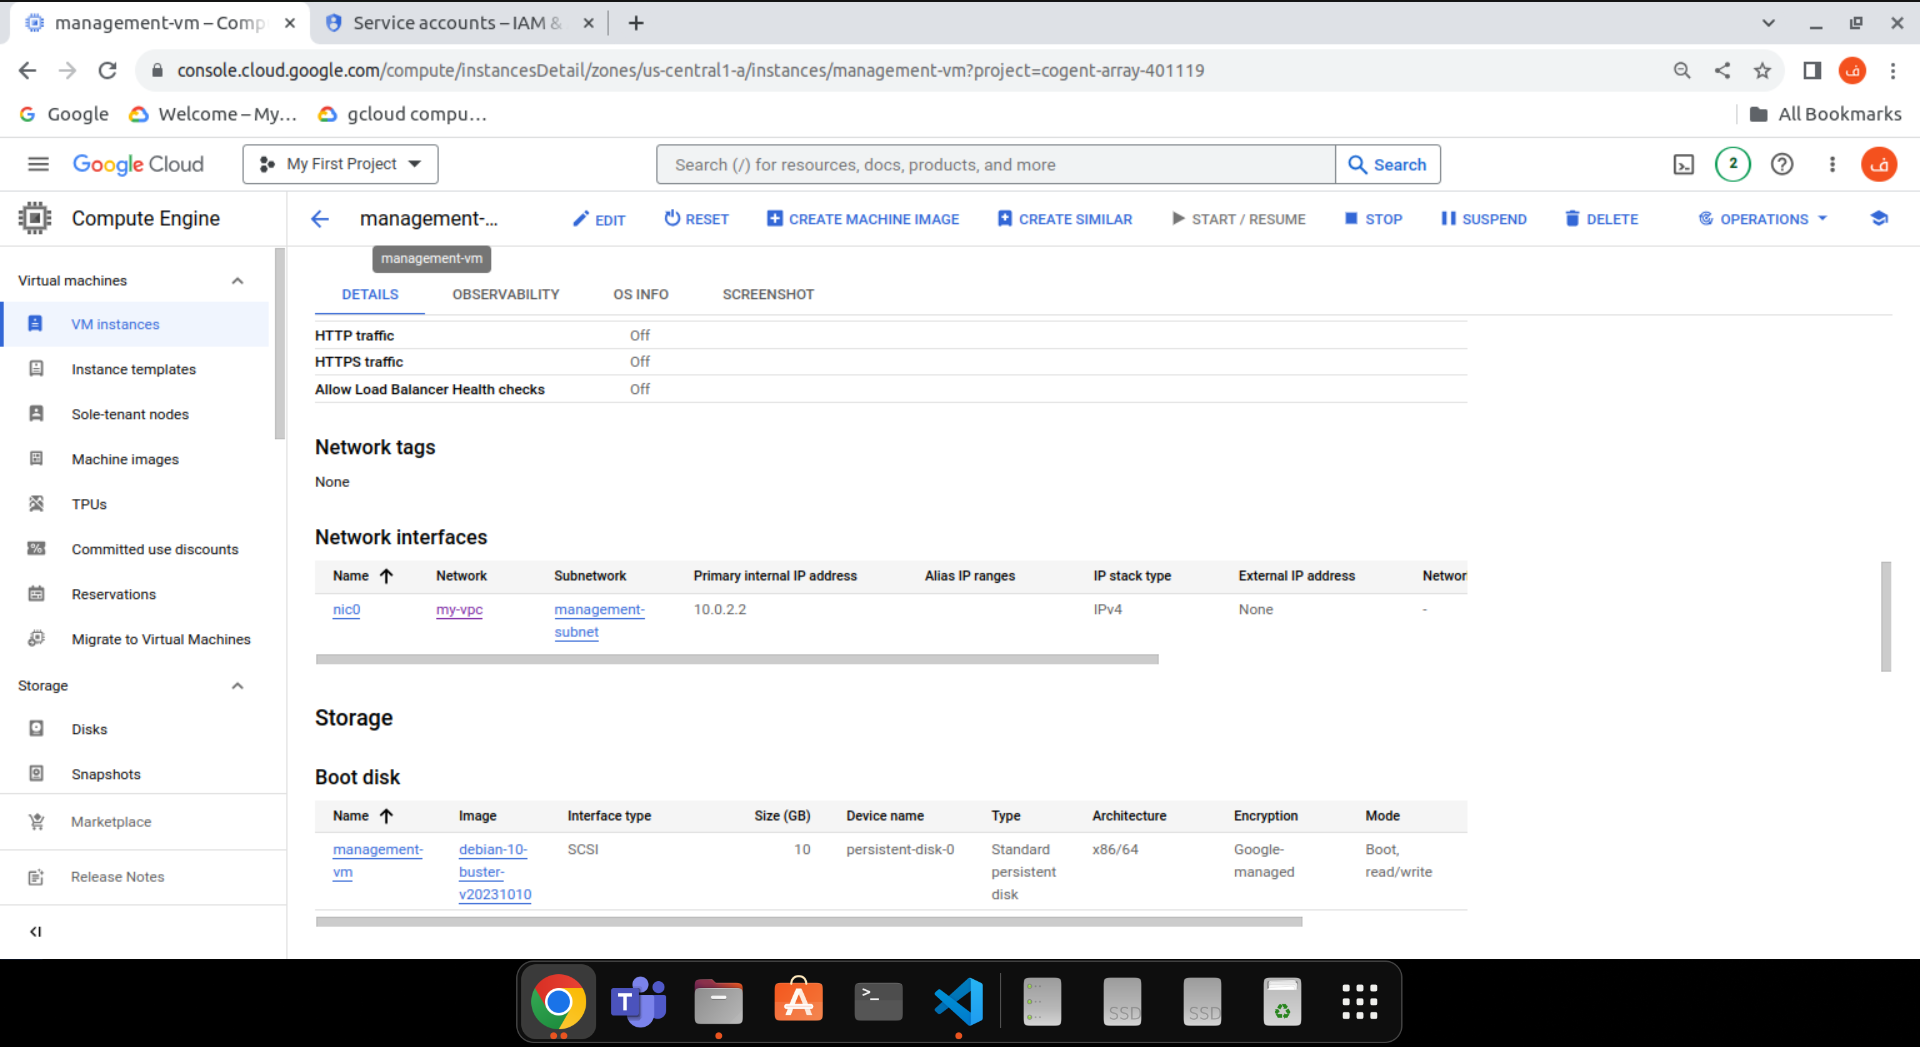 management-vm – Comp
Service accounts – IAM &
console.cloud.google.com/compute/instancesDetail/zones/us-central1-a/instances/management-vm?project=cogent-array-401119
ف
Google
Welcome – My...
gcloud compu...
All Bookmarks
Google Cloud
My First Project
Search (/) for resources, docs, products, and more
Search
2
ف
Compute Engine
management-...
EDIT
RESET
CREATE MACHINE IMAGE
CREATE SIMILAR
START / RESUME
STOP
SUSPEND
DELETE
OPERATIONS
management-vm
Virtual machines
VM instances
Instance templates
Sole-tenant nodes
Machine images
TPUs
Committed use discounts
Reservations
Migrate to Virtual Machines
Storage
Disks
Snapshots
Marketplace
Release Notes
DETAILS
OBSERVABILITY
OS INFO
SCREENSHOT
HTTP traffic Off
HTTPS traffic Off
Allow Load Balancer Health checks Off
Network tags
None
Network interfaces
Name Network Subnetwork Primary internal IP address Alias IP ranges IP stack type External IP address Networ
nic0 my-vpc management- 10.0.2.2 IPv4 None -
subnet
Storage
Boot disk
Name Image Interface type Size (GB) Device name Type Architecture Encryption Mode
management- debian-10- SCSI 10 persistent-disk-0 Standard x86/64 Google- Boot,
vm buster- persistent managed read/write
v20231010 disk
T
>_
SSD
SSD